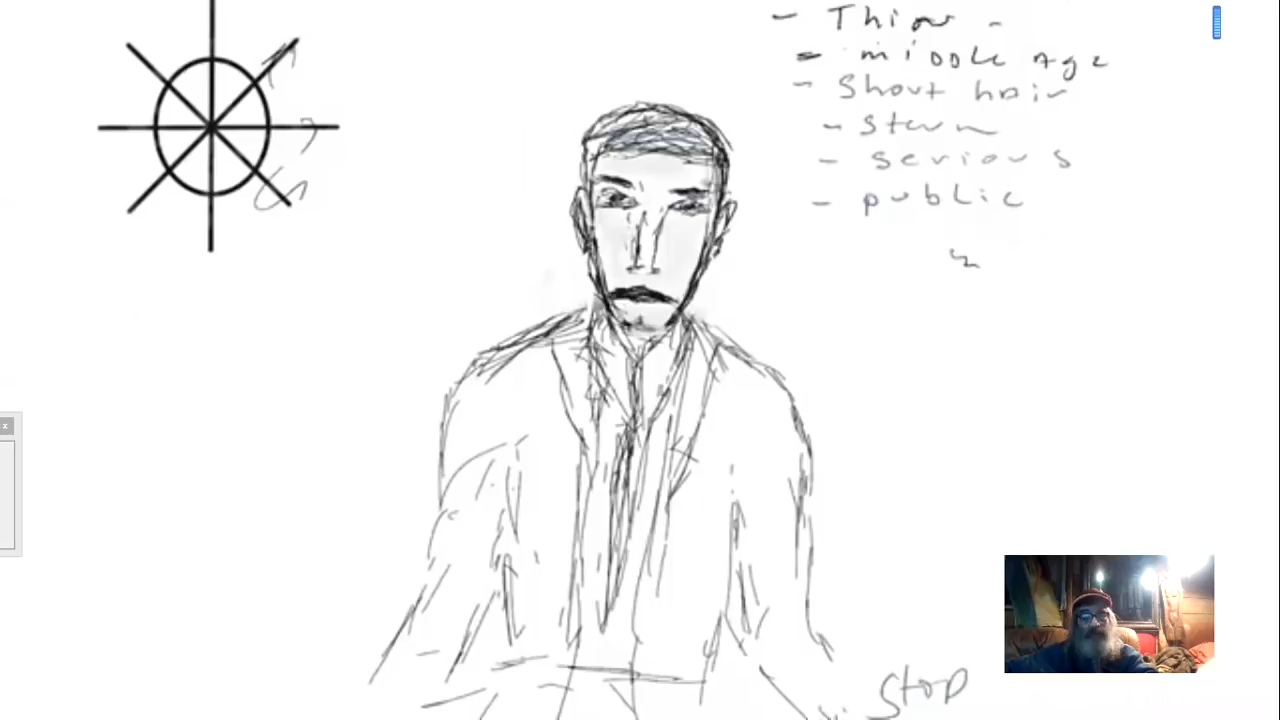 - Thin -
- middle Age
- Short hair
- Stern
- serious
- public
Stop
x